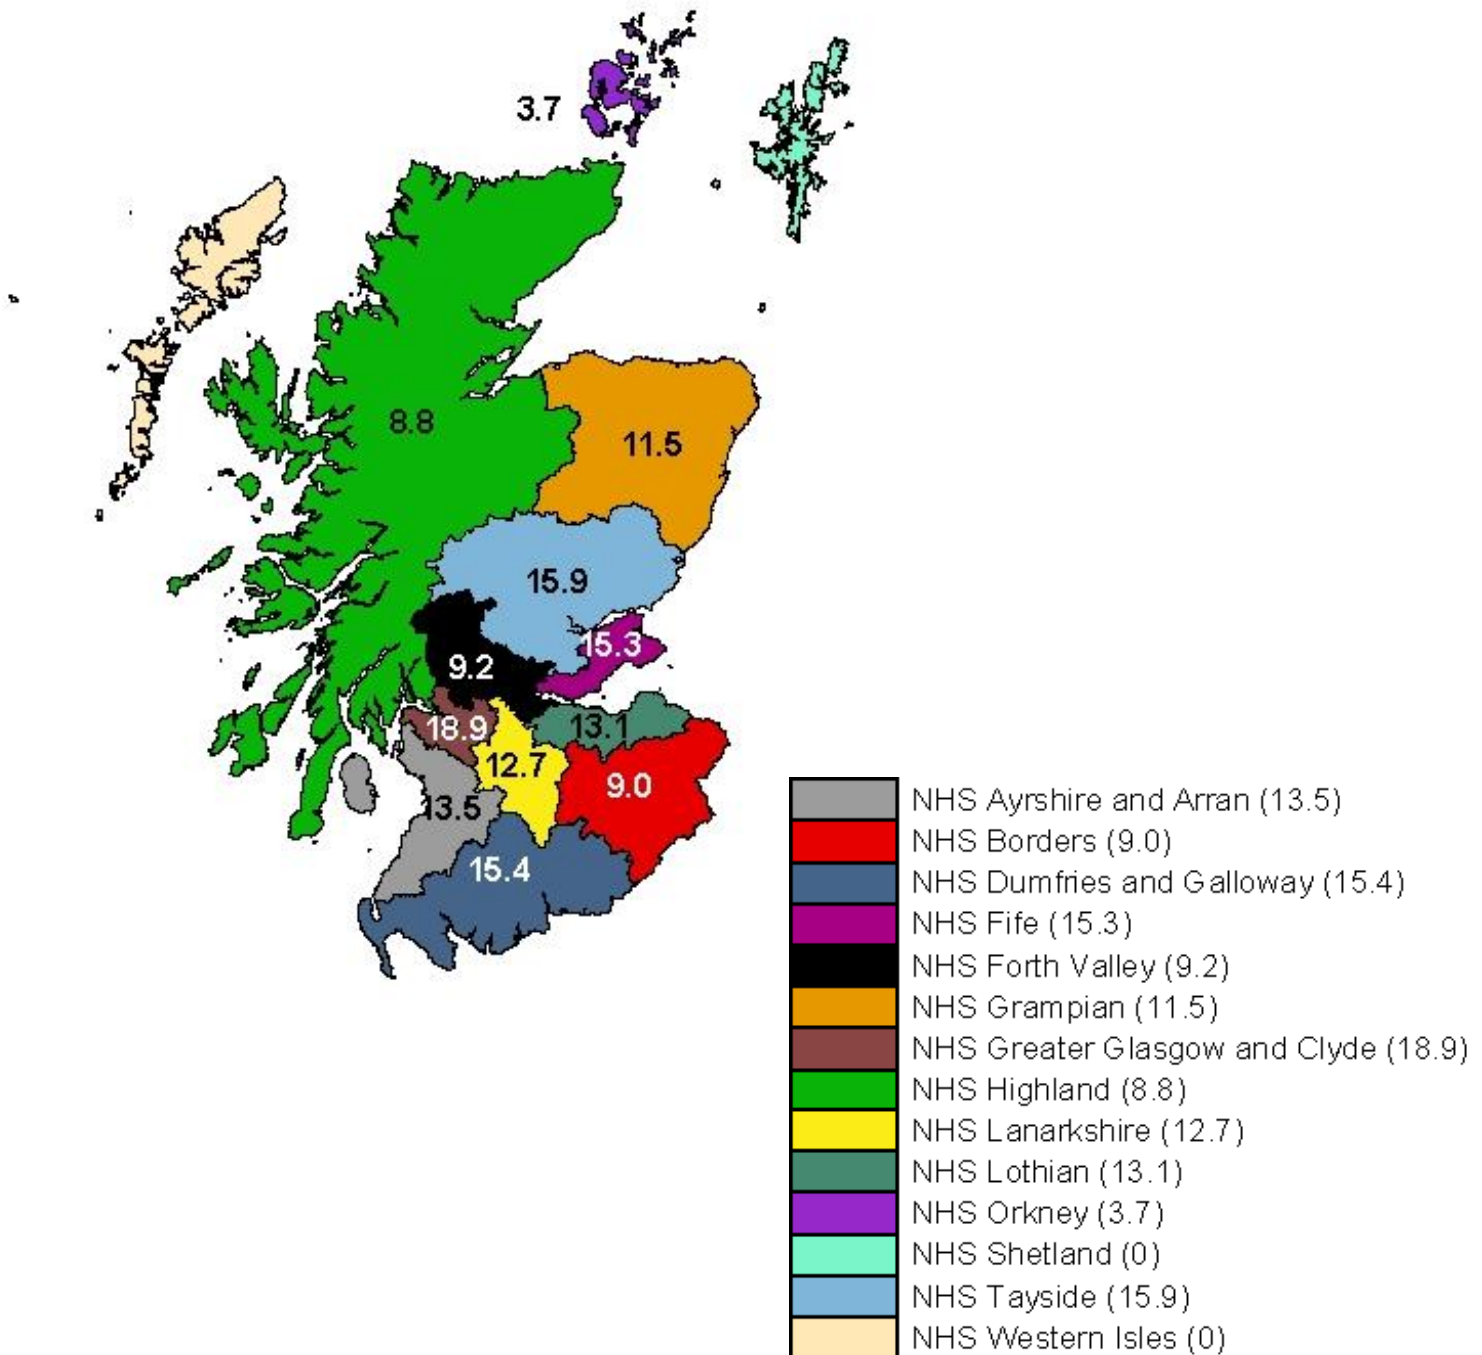 3.7
8.8
11.5
15.9
15.3
9.2
18.9
13.1
12.7
9.0
13.5
15.4
NHS Ayrshire and Arran (13.5)
NHS Borders (9.0)
NHS Dumfries and Galloway (15.4)
NHS Fife (15.3)
NHS Forth Valley (9.2)
NHS Grampian (11.5)
NHS Greater Glasgow and Clyde (18.9)
NHS Highland (8.8)
NHS Lanarkshire (12.7)
NHS Lothian (13.1)
NHS Orkney (3.7)
NHS Shetland (0)
NHS Tayside (15.9)
NHS Western Isles (0)